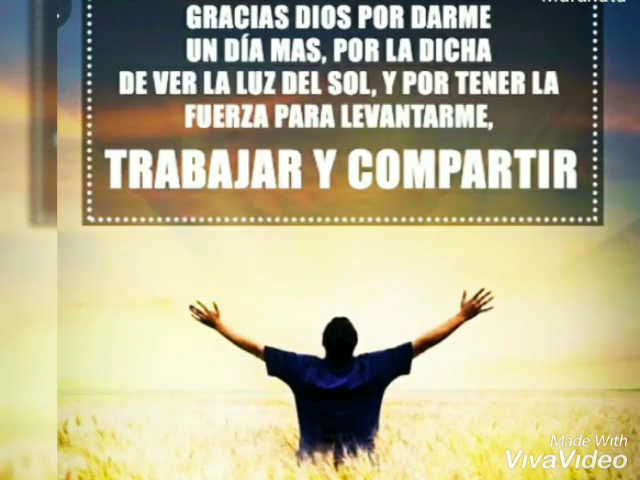 GRACIAS DIOS POR DARME
UN DÍA MAS, POR LA DICHA
DE VER LA LUZ DEL SOL, Y POR TENER LA
FUERZA PARA LEVANTARME,
TRABAJAR Y COMPARTIR
Made With
VivaVideo